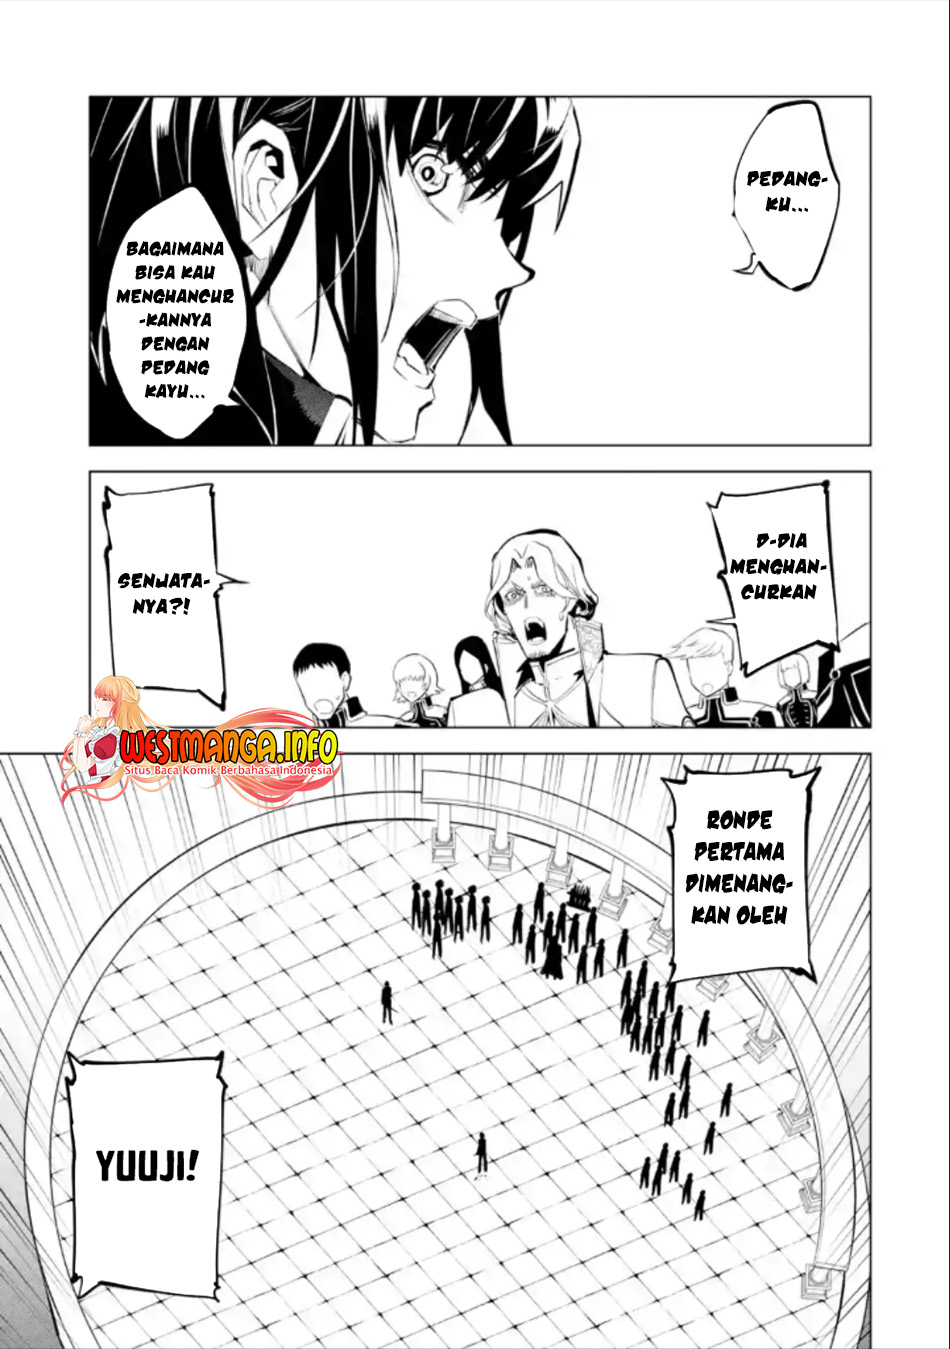 PEDANG-
KU...
BAGAIMANA
BISA KAU
MENGHANCUR
-KANNYA
DENGAN
PEDANG
KAYU...
D-DIA
MENGHAN-
CURKAN
SENJATA-
NYA?!
WESTMANGA.INFO
Situs Baca Komik Berbahasa Indonesia
RONDE
PERTAMA
DIMENANG-
KAN OLEH
YUUJI!